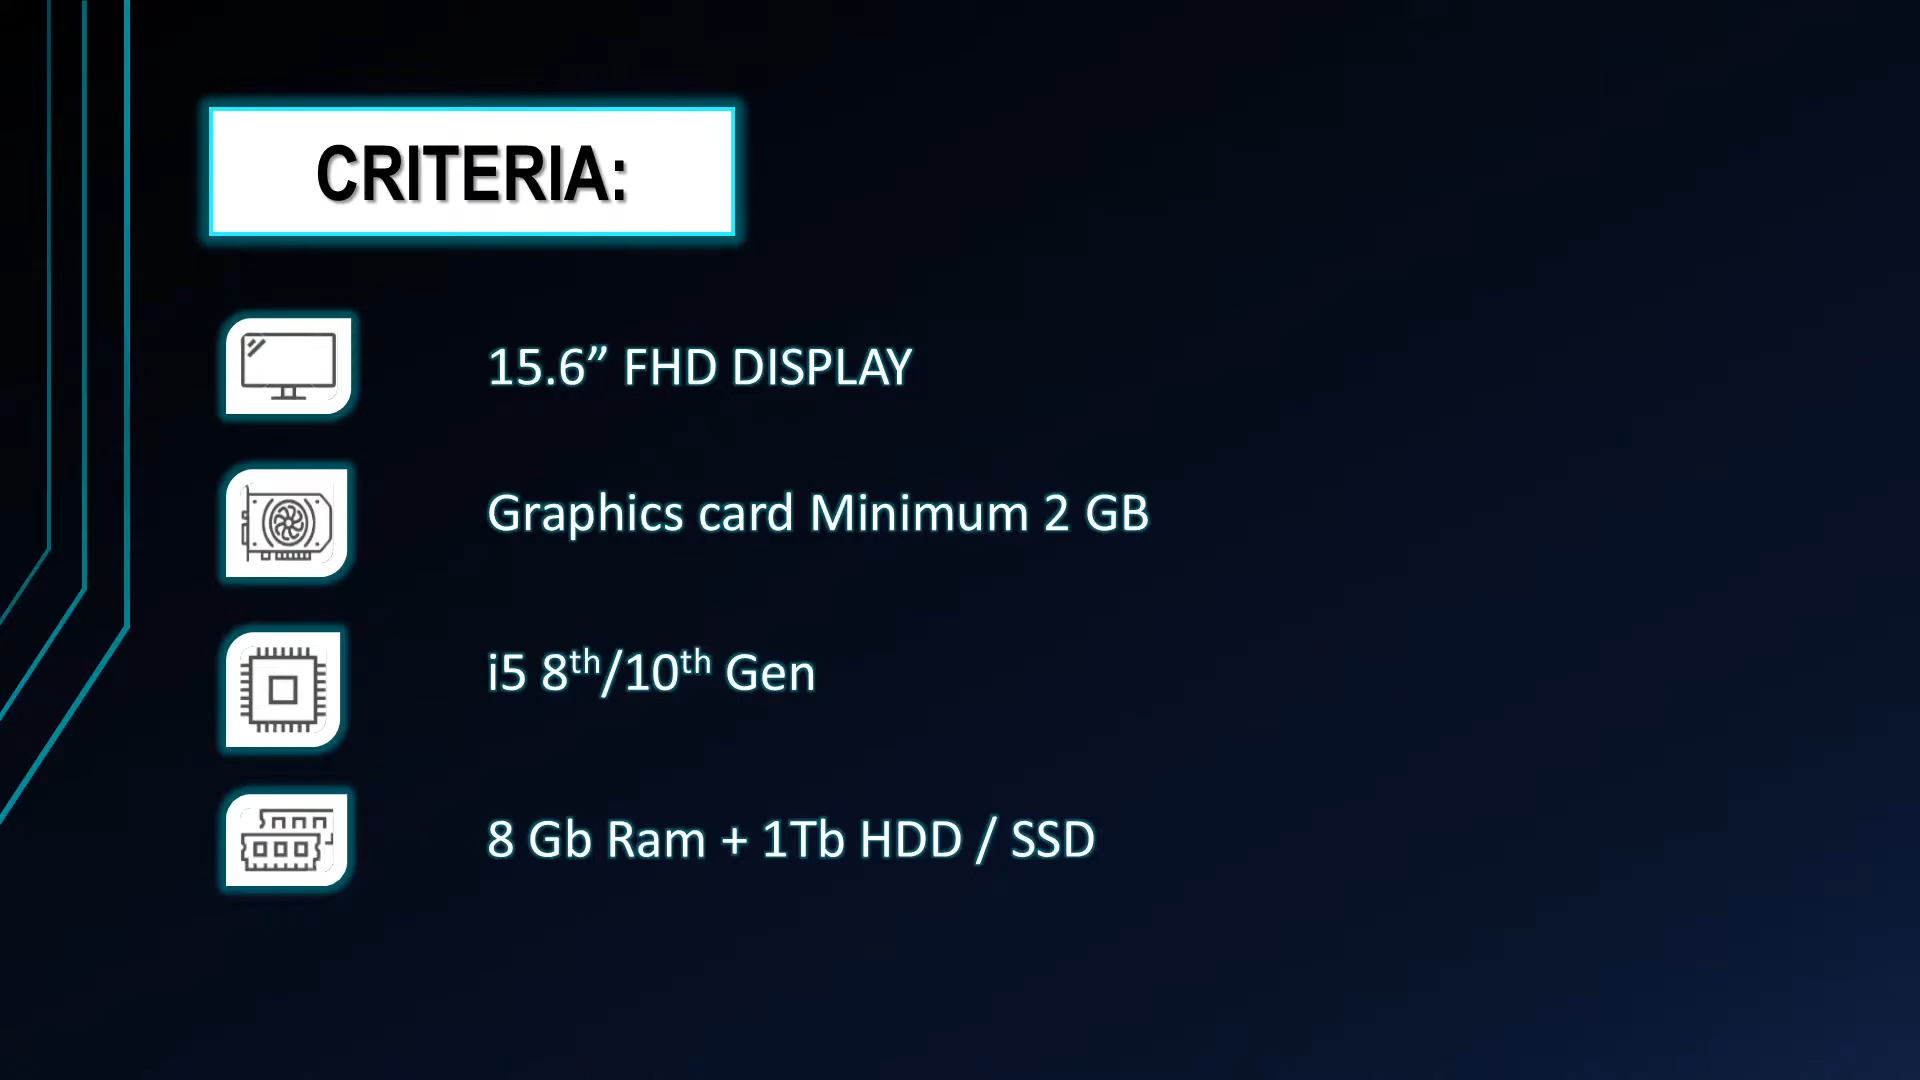 CRITERIA:
15.6” FHD DISPLAY
Graphics card Minimum 2 GB
i5 8th/10th Gen
8 Gb Ram + 1Tb HDD / SSD